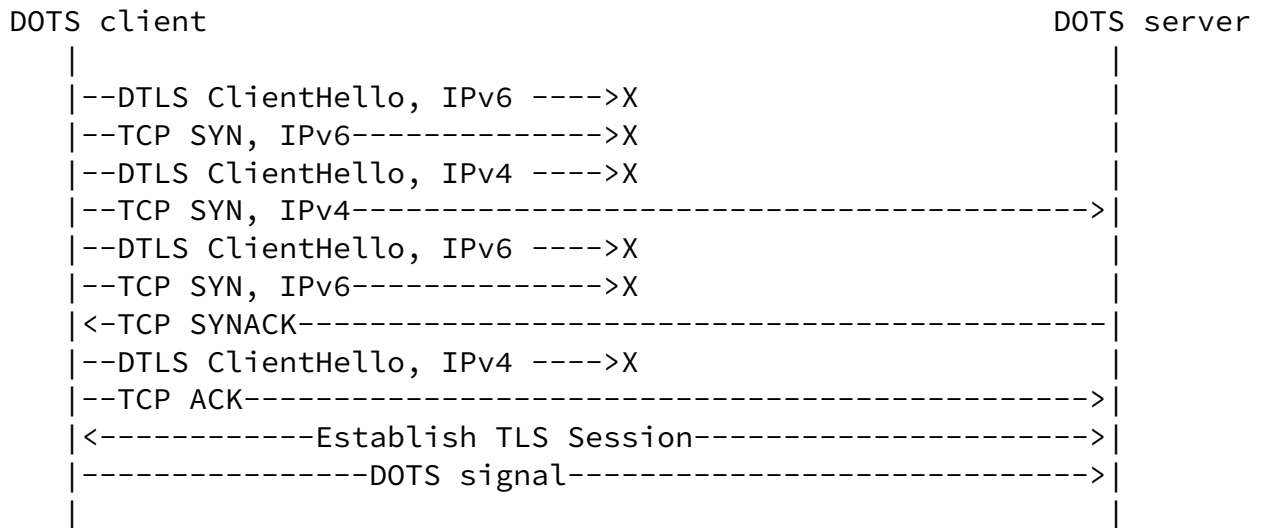 DOTS client                                               DOTS server
   |                                                          |
   |--DTLS ClientHello, IPv6 ---->X                           |
   |--TCP SYN, IPv6-------------->X                           |
   |--DTLS ClientHello, IPv4 ---->X                           |
   |--TCP SYN, IPv4----------------------------------------->|
   |--DTLS ClientHello, IPv6 ---->X                           |
   |--TCP SYN, IPv6-------------->X                           |
   |<-TCP SYNACK---------------------------------------------|
   |--DTLS ClientHello, IPv4 ---->X                           |
   |--TCP ACK----------------------------------------------->|
   |<------------Establish TLS Session---------------------->|
   |----------------DOTS signal----------------------------->|
   |                                                          |